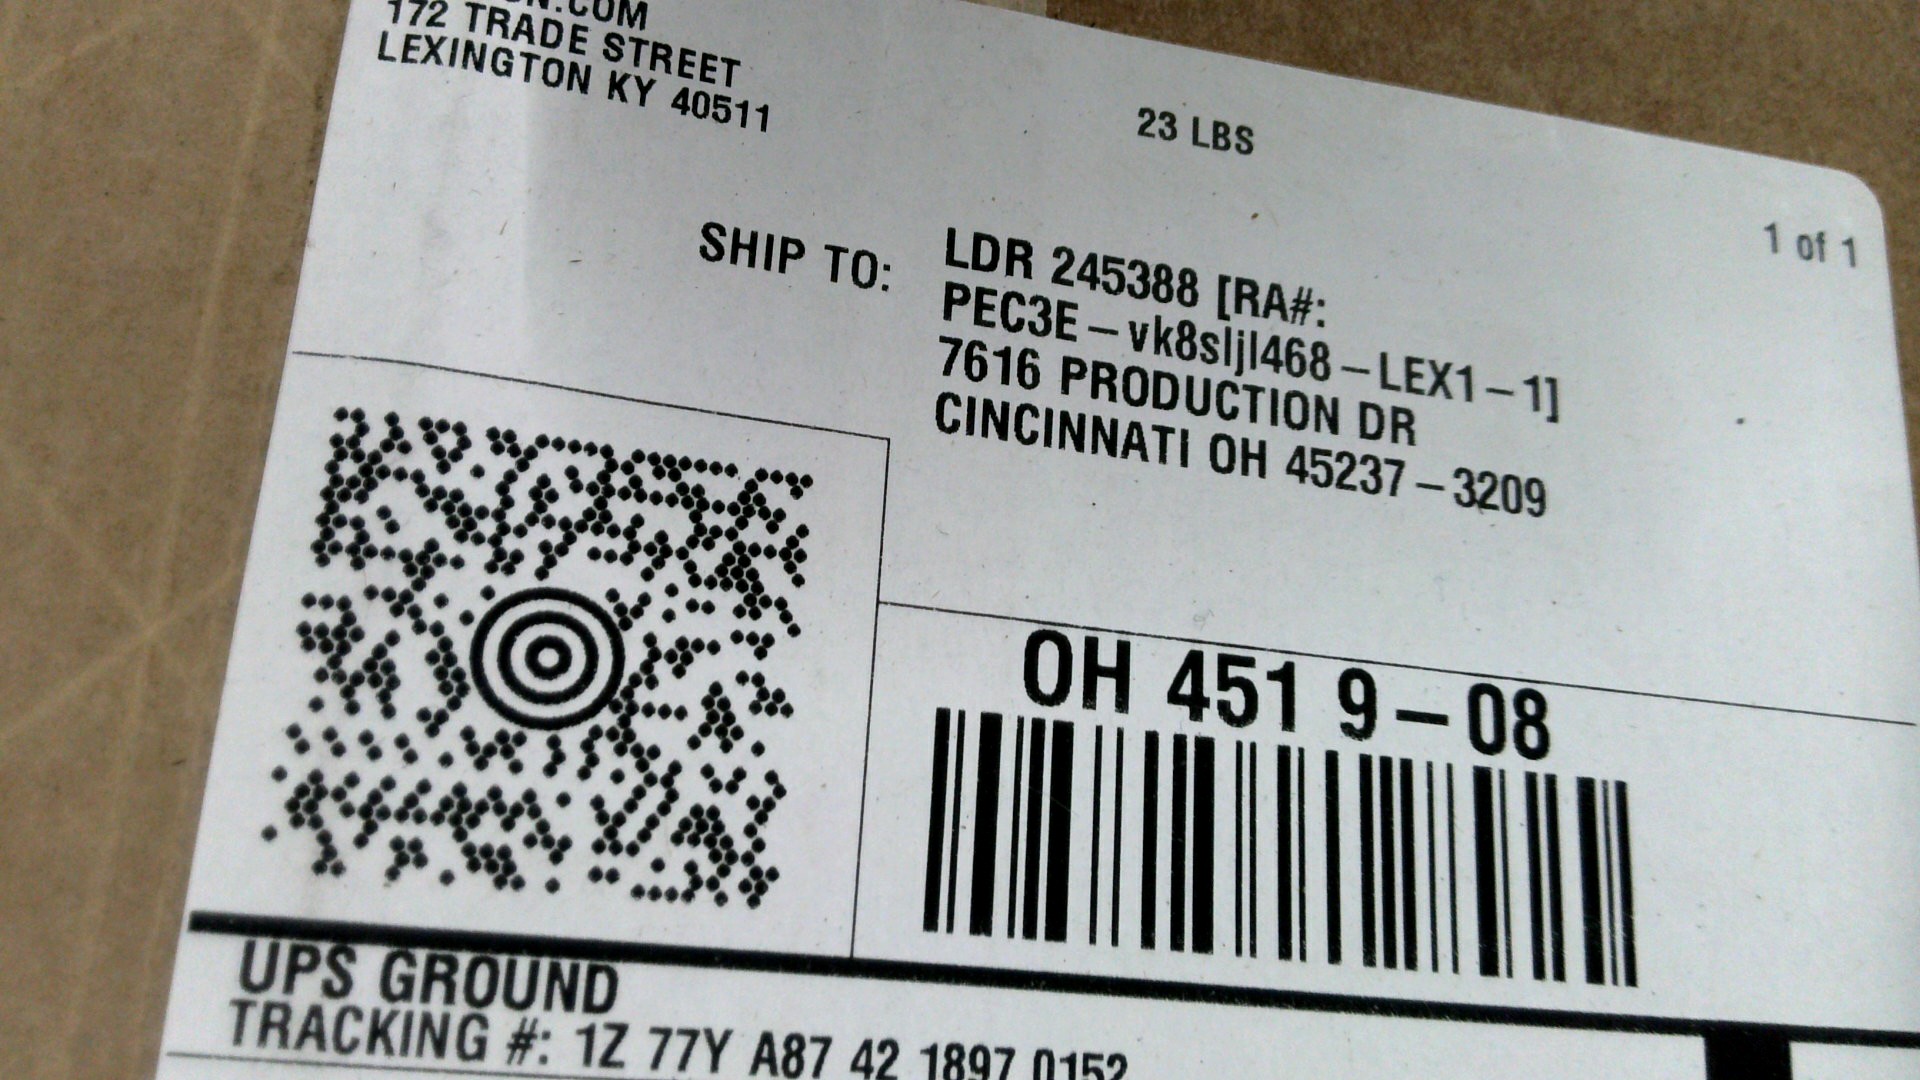 172 TRADE STREET
LEXINGTON KY 40511
23 LBS
1 of 1
SHIP TO:
LDR 245388 [RA#:
PEC3E-vk8sljl468-LEX1-1]
7616 PRODUCTION DR
CINCINNATI OH 45237-3209
OH 451 9-08
UPS GROUND
TRACKING #: 1Z 77Y A87 42 1897 0152